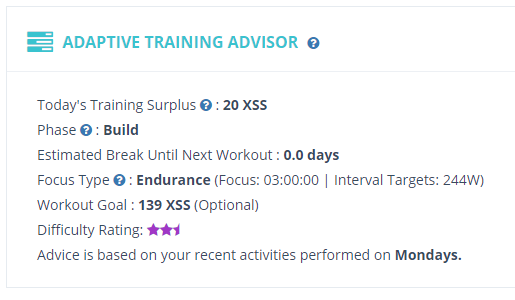 ADAPTIVE TRAINING ADVISOR ?
Today's Training Surplus ? : 20 XSS
Phase ? : Build
Estimated Break Until Next Workout : 0.0 days
Focus Type ? : Endurance (Focus: 03:00:00 | Interval Targets: 244W)
Workout Goal : 139 XSS (Optional)
Difficulty Rating:
Advice is based on your recent activities performed on Mondays.